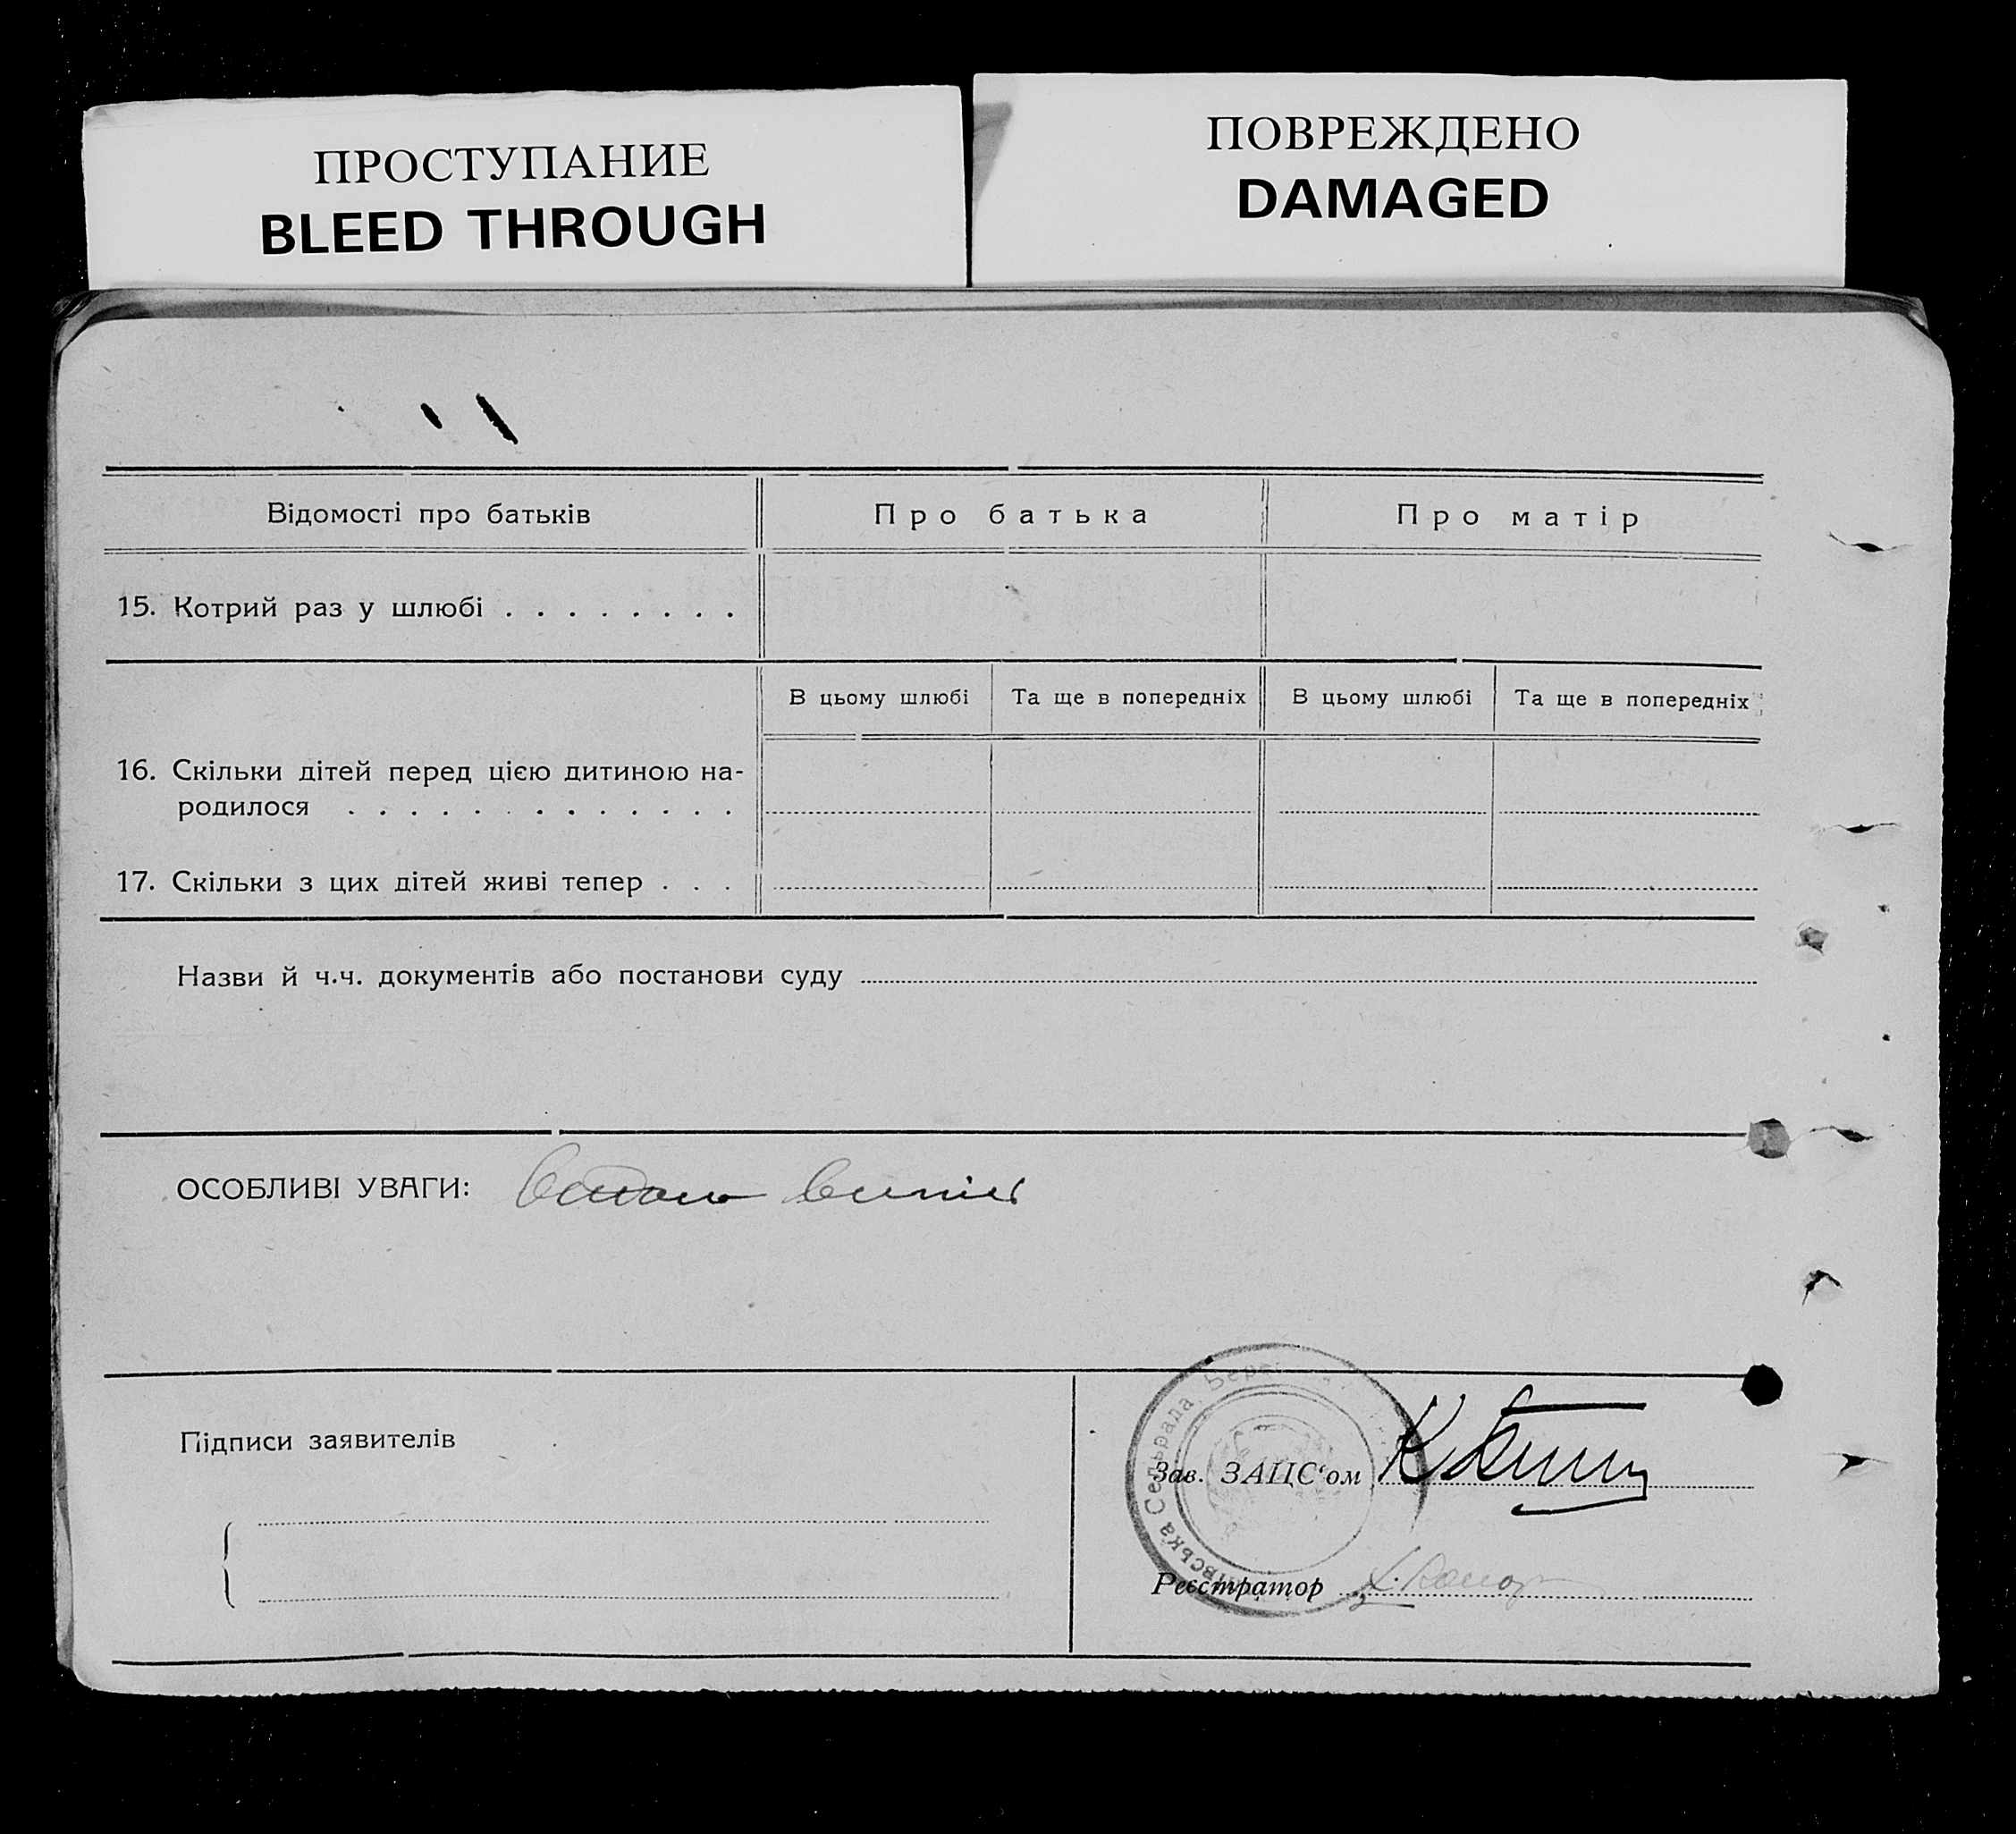 ПРОСТУПАНИЕ
BLEED THROUGH
ПОВРЕЖДЕНО
DAMAGED
Відомості про батьків
Про батька
Про матір
15. Котрий раз у шлюбі . . . . . . . .
В цьому шлюбі
Та ще в попередніх
В цьому шлюбі
Та ще в попередніх
16. Скільки дітей перед цією дитиною на-
родилося . . . . . . . . . . . . .
17. Скільки з цих дітей живі тепер . . .
Назви й ч.ч. документів або постанови суду
ОСОБЛИВІ УВАГИ:
Підписи заявителів
Сельрада
Зав. ЗАЦС‘ом
Реєстратор